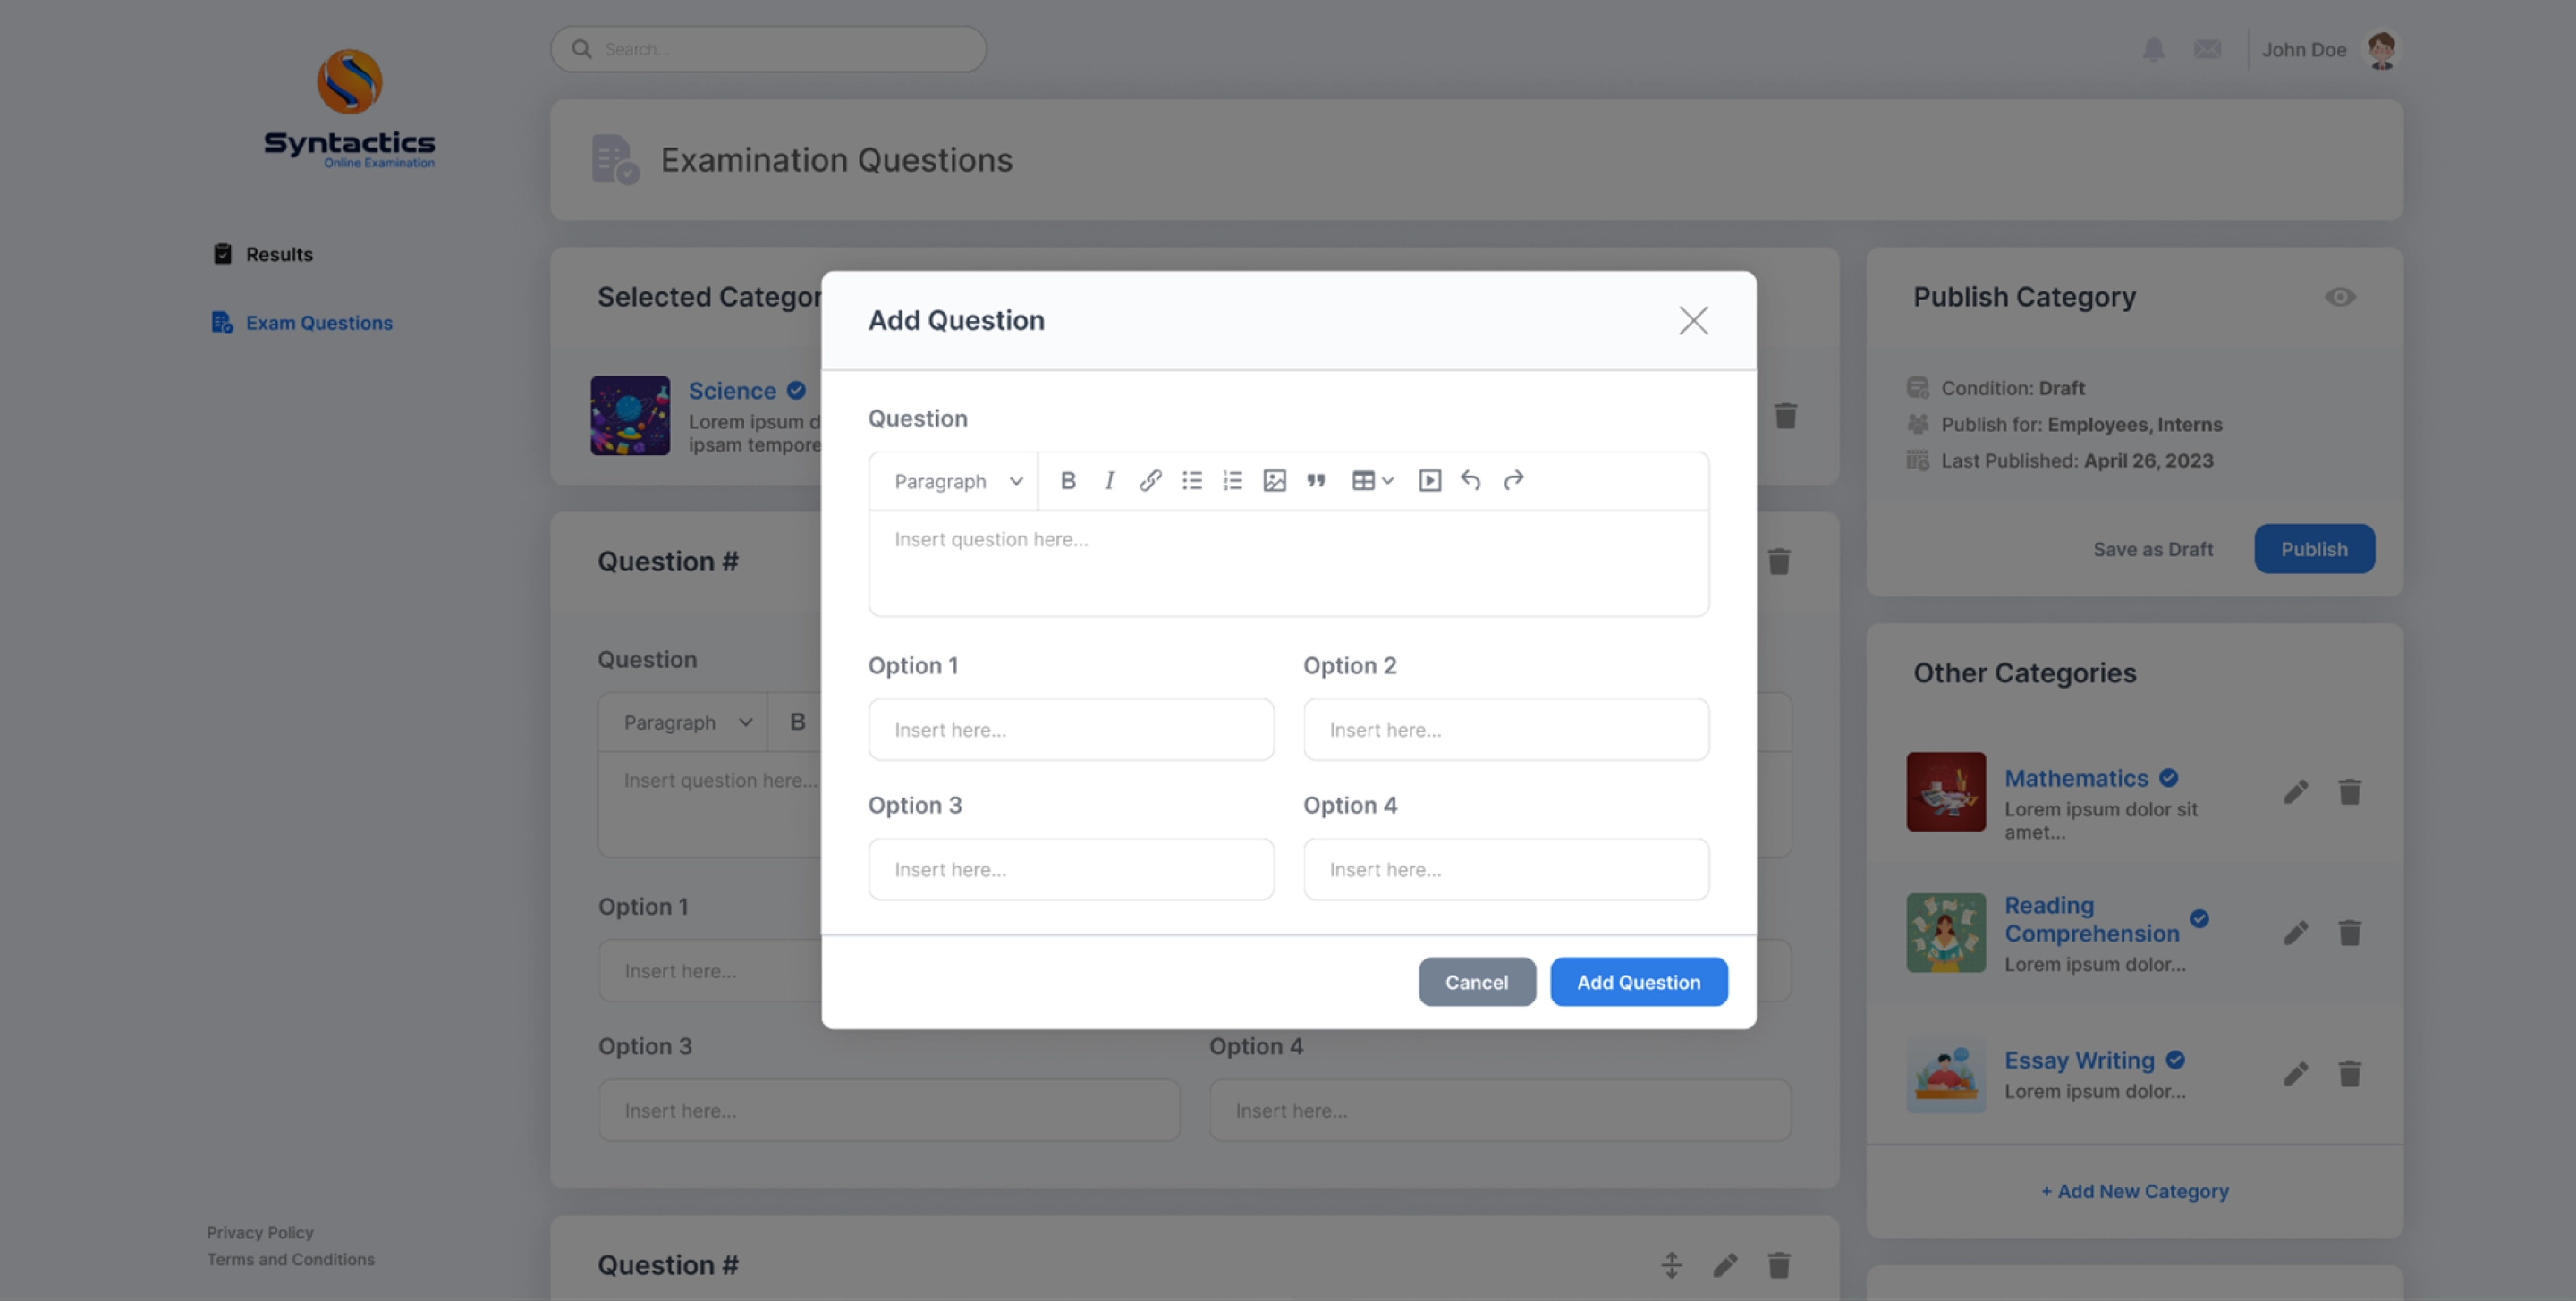 Search...
John Doe
Syntactics
Online Examination
Examination Questions
Results
Exam Questions
Selected Categor
Science
Lorem ipsum d
ipsam tempore
Publish Category
Condition: Draft
Publish for: Employees, Interns
Last Published: April 26, 2023
Save as Draft
Publish
Add Question
Question
Paragraph
B I
Insert question here...
Option 1
Option 2
Insert here...
Insert here...
Option 3
Option 4
Insert here...
Insert here...
Cancel
Add Question
Question #
Question
Paragraph
B
Insert question here...
Option 1
Insert here...
Option 3
Option 4
Insert here...
Insert here...
Other Categories
Mathematics
Lorem ipsum dolor sit
amet...
Reading
Comprehension
Lorem ipsum dolor...
Essay Writing
Lorem ipsum dolor...
+ Add New Category
Question #
Privacy Policy
Terms and Conditions